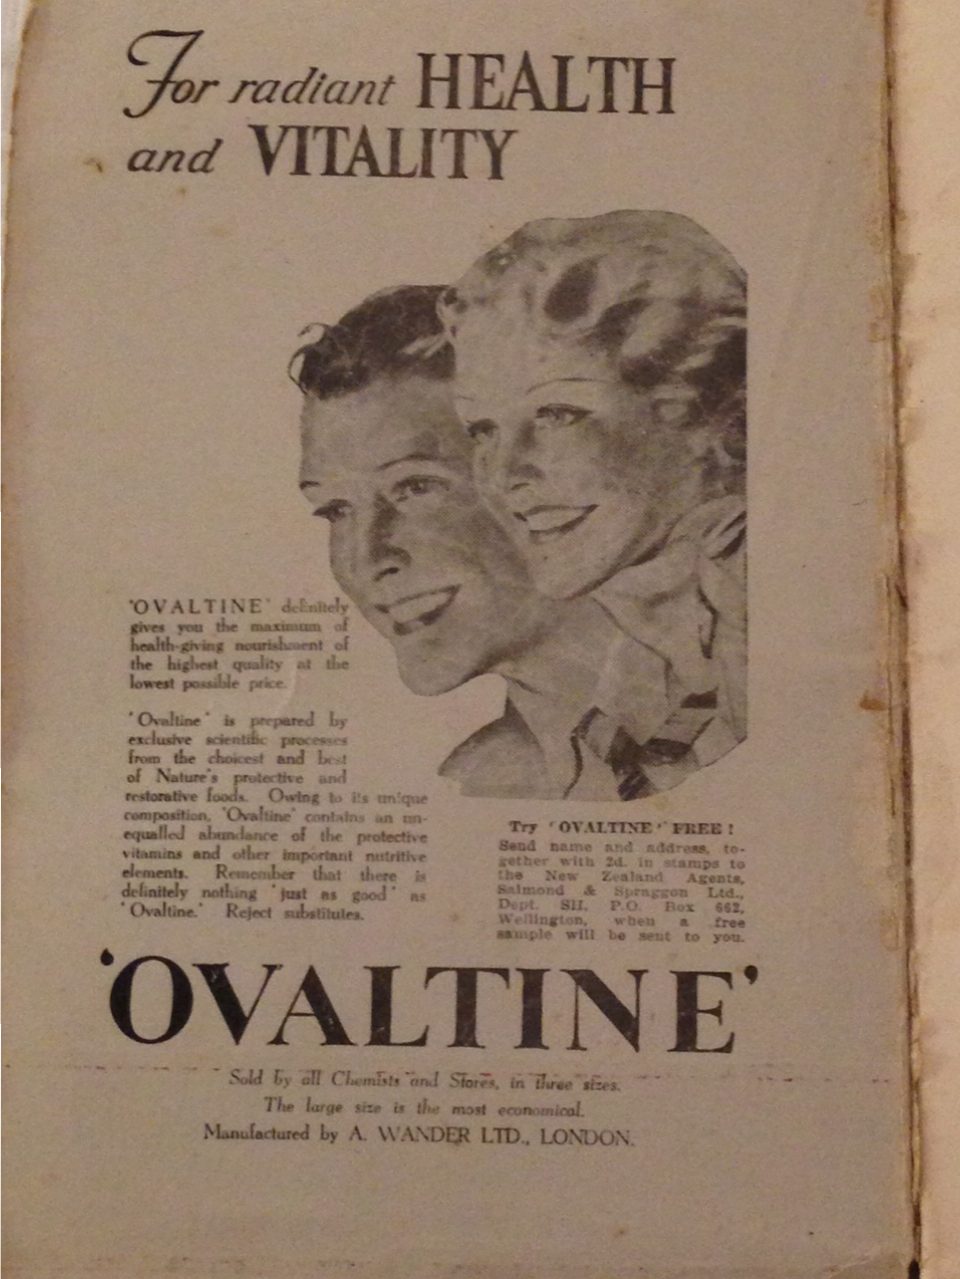 For radiant HEALTH
and VITALITY
'OVALTINE' definitely
gives you the maximum of
health-giving nourishment of
the highest quality at the
lowest possible price.
'Ovaltine' is prepared by
exclusive scientific processes
from the choicest and best
of Nature's protective and
restorative foods. Owing to its unique
composition, 'Ovaltine' contains an un-
equalled abundance of the protective
vitamins and other important nutritive
elements. Remember that there is
definitely nothing "just as good" as
'Ovaltine.' Reject substitutes.
Try 'OVALTINE' FREE!
Send name and address, to-
gether with 2d. in stamps to
the New Zealand Agents,
Salmond & Spraggon Ltd.,
Dept. SH, P.O. Box 662,
Wellington, when a free
sample will be sent to you.
'OVALTINE'
Sold by all Chemists and Stores, in three sizes.
The large size is the most economical.
Manufactured by A. WANDER LTD., LONDON.